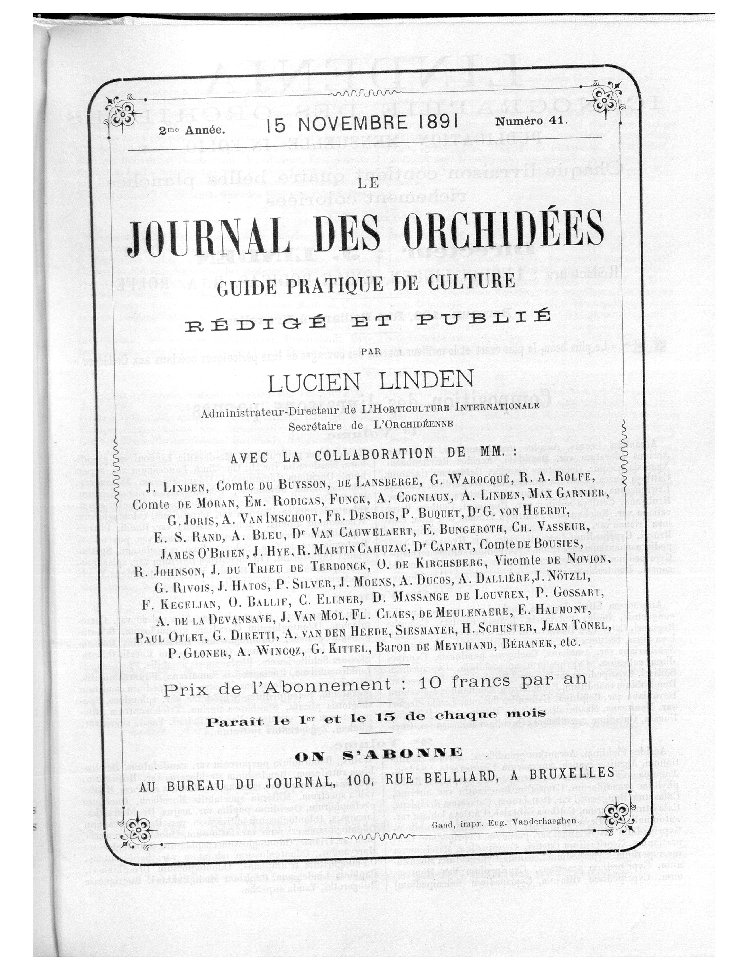 2me Année. 15 NOVEMBRE 1891 Numéro 41.
LE
JOURNAL DES ORCHIDÉES
GUIDE PRATIQUE DE CULTURE
RÉDIGÉ ET PUBLIÉ
PAR
LUCIEN LINDEN
Administrateur-Directeur de L'HORTICULTURE INTERNATIONALE
Secrétaire de L'ORCHIDÉENNE
AVEC LA COLLABORATION DE MM. :
J. LINDEN, Comte DU BUYSSON, DE LANSBERGE, G. WAROCQUÉ, R. A. ROLFE,
Comte DE MORAN, ÉM. RODIGAS, FUNCK, A. COGNIAUX, A. LINDEN, MAX GARNIER,
G. JORIS, A. VAN IMSCHOOT, FR. DESBOIS, P. BUQUET, Dr G. VON HEERDT,
E. S. RAND, A. BLEU, Dr VAN CAUWELAERT, E. BUNGEROTH, CH. VASSEUR,
JAMES O'BRIEN, J. HYE, R. MARTIN CAHUZAC, Dr CAPART, Comte DE BOUSIES,
R. JOHNSON, J. DU TRIEU DE TERDONCK, O. DE KIRCHSBERG, Vicomte DE NOVION,
G. RIVOIS, J. HATOS, P. SILVER, J. MOENS, A. DUCOS, A. DALLIÈRE, J. NÖTZLI,
F. KEGELJAN, O. BALLIF, C. ELLNER, D. MASSANGE DE LOUVREX, P. GOSSART,
A. DE LA DEVANSAYE, J. VAN MOL, FL. CLAES, DE MEULENAERE, E. HAUMONT,
PAUL OTLET, G. DIRETTI, A. VAN DEN HEEDE, SIESMAYER, H. SCHUSTER, JEAN TONEL,
P. GLONER, A. WINCQZ, G. KITTEL, Baron DE MEYLHAND, BÉRANEK, etc.
Prix de l'Abonnement : 10 francs par an
Paraît le 1er et le 15 de chaque mois
ON S'ABONNE
AU BUREAU DU JOURNAL, 100, RUE BELLIARD, A BRUXELLES
Gand, impr. Eug. Vanderhaeghen.